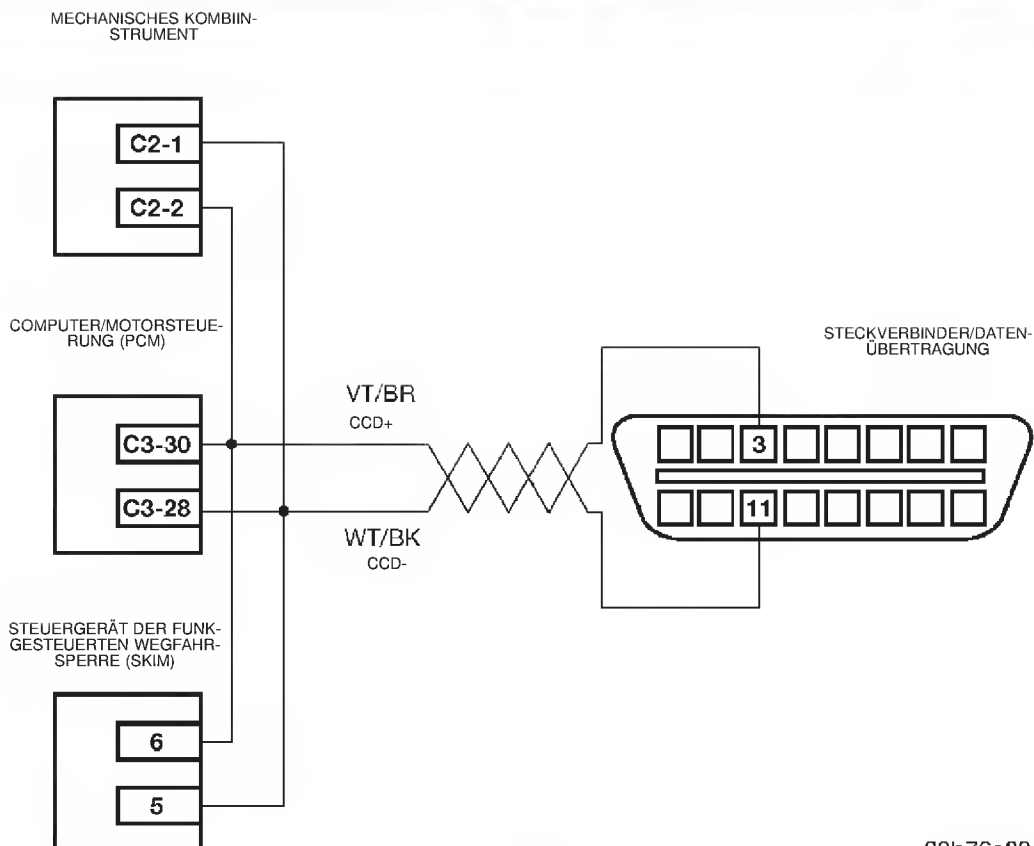 MECHANISCHES KOMBIIN-
STRUMENT
C2-1
C2-2
COMPUTER/MOTORSTEUE-
RUNG (PCM)
C3-30
C3-28
VT/BR
CCD+
WT/BK
CCD-
STECKVERBINDER/DATEN-
ÜBERTRAGUNG
3
11
STEUERGERÄT DER FUNK-
GESTEUERTEN WEGFAHR-
SPERRE (SKIM)
6
5